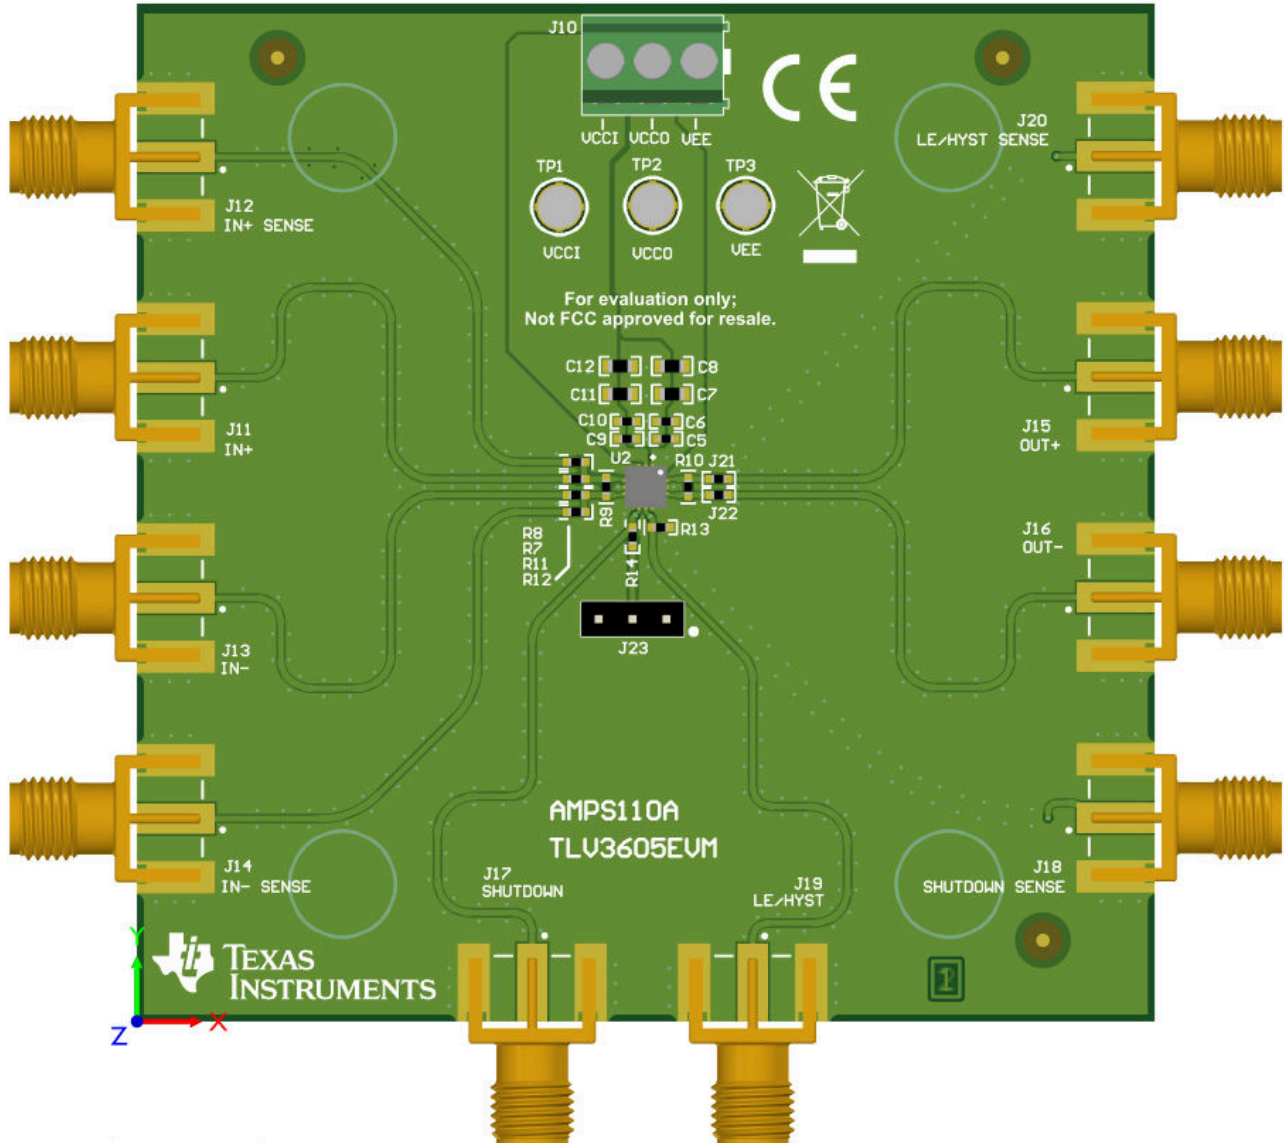 J10
VCCI VCCO VEE
TP1 TP2 TP3
VCCI VCCO VEE
For evaluation only;
Not FCC approved for resale.
J20
LE/HYST SENSE
J12
IN+ SENSE
J11
IN+
J15
OUT+
C12 C8
C11 C7
C10 C6
C9 C5
U2 R10 J21
R9 J22
R8
R7
R11
R12
R14 R13
J16
OUT-
J23
J13
IN-
AMPS110A
TLV3605EVM
J14
IN- SENSE
J17
SHUTDOWN
J19
LE/HYST
J18
SHUTDOWN SENSE
TEXAS
INSTRUMENTS
Y
Z X